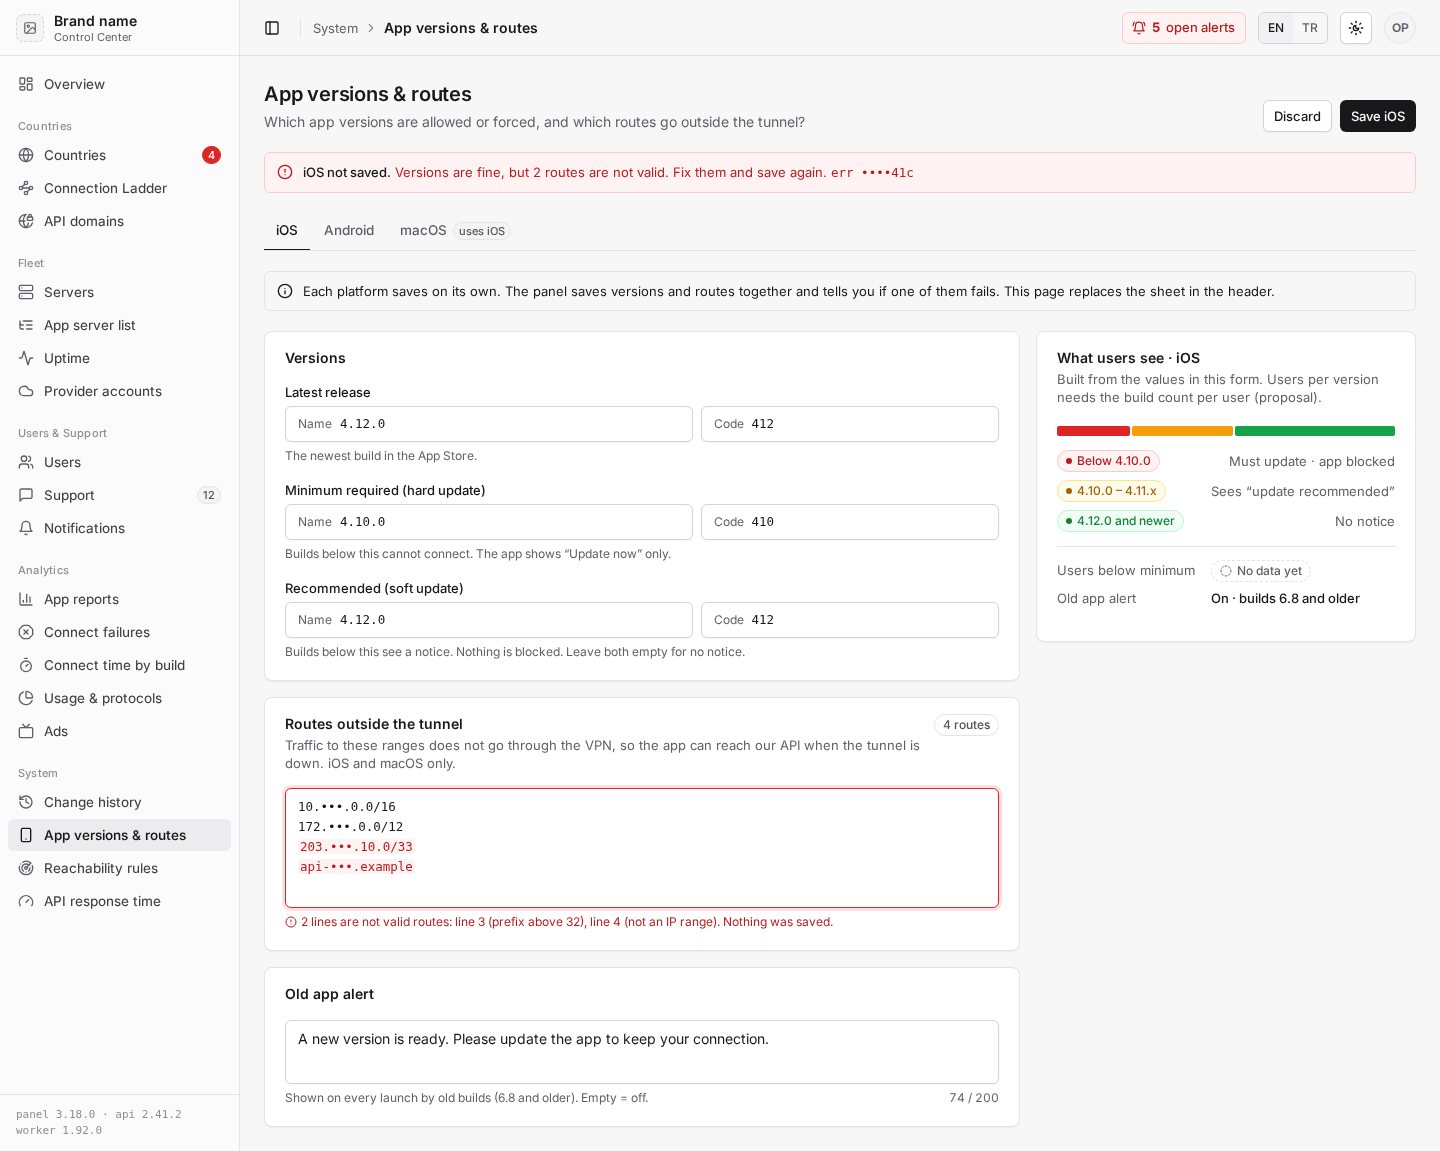 Brand name
Control Center
Overview
Countries
Countries 4
Connection Ladder
API domains
Fleet
Servers
App server list
Uptime
Provider accounts
Users & Support
Users
Support 12
Notifications
Analytics
App reports
Connect failures
Connect time by build
Usage & protocols
Ads
System
Change history
App versions & routes
Reachability rules
API response time
panel 3.18.0 · api 2.41.2
worker 1.92.0
System > App versions & routes
5 open alerts
EN TR
OP
App versions & routes
Which app versions are allowed or forced, and which routes go outside the tunnel?
Discard
Save iOS
iOS not saved. Versions are fine, but 2 routes are not valid. Fix them and save again. err ••••41c
iOS
Android
macOS uses iOS
Each platform saves on its own. The panel saves versions and routes together and tells you if one of them fails. This page replaces the sheet in the header.
Versions
Latest release
Name 4.12.0
Code 412
The newest build in the App Store.
Minimum required (hard update)
Name 4.10.0
Code 410
Builds below this cannot connect. The app shows “Update now” only.
Recommended (soft update)
Name 4.12.0
Code 412
Builds below this see a notice. Nothing is blocked. Leave both empty for no notice.
Routes outside the tunnel
4 routes
Traffic to these ranges does not go through the VPN, so the app can reach our API when the tunnel is
down. iOS and macOS only.
10.•••.0.0/16
172.•••.0.0/12
203.•••.10.0/33
api-•••.example
2 lines are not valid routes: line 3 (prefix above 32), line 4 (not an IP range). Nothing was saved.
Old app alert
A new version is ready. Please update the app to keep your connection.
Shown on every launch by old builds (6.8 and older). Empty = off.
74 / 200
What users see · iOS
Built from the values in this form. Users per version
needs the build count per user (proposal).
Below 4.10.0 Must update · app blocked
4.10.0 – 4.11.x Sees “update recommended”
4.12.0 and newer No notice
Users below minimum No data yet
Old app alert On · builds 6.8 and older